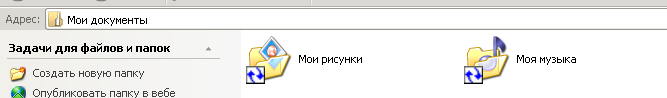 Адрес: Мои документы
Задачи для файлов и папок
Мои рисунки
Моя музыка
Создать новую папку
Опубликовать папку в вебе